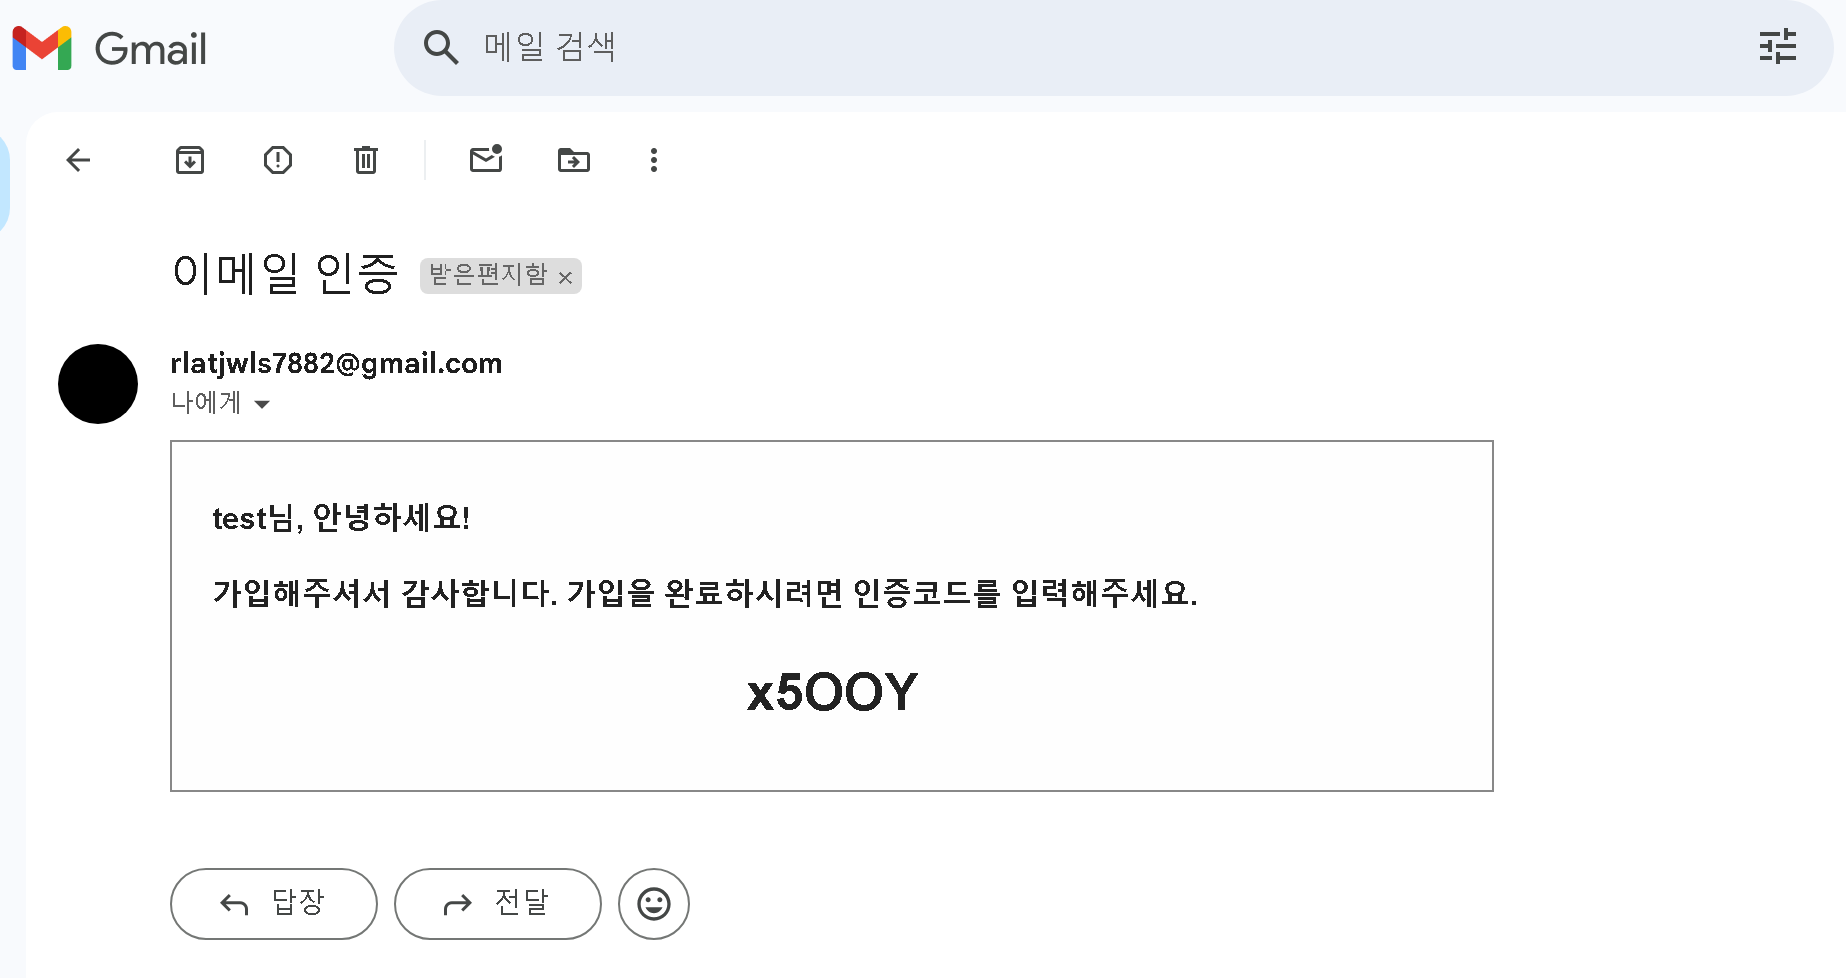 Gmail
메일 검색
이메일 인증 받은편지함 ×
rlatjwls7882@gmail.com
나에게
test님, 안녕하세요!
가입해주셔서 감사합니다. 가입을 완료하시려면 인증코드를 입력해주세요.
x5OOY
답장 전달